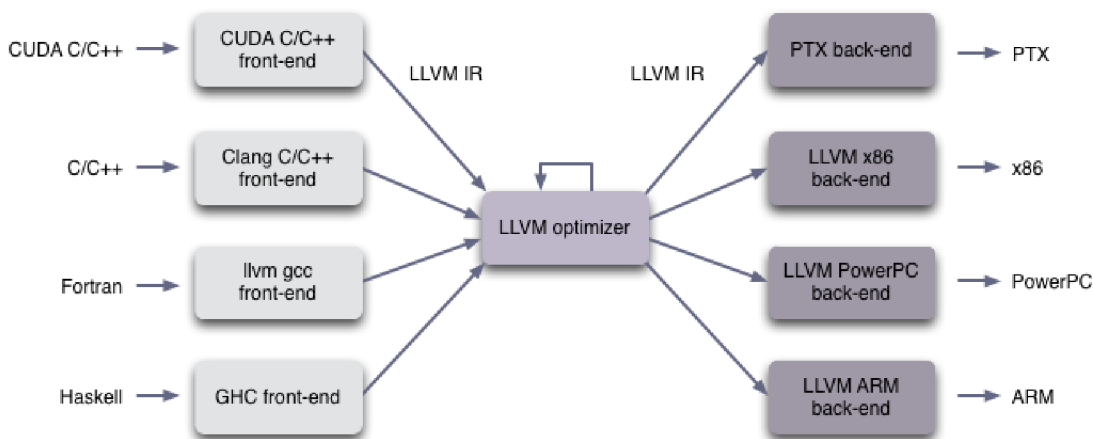 CUDA C/C++
CUDA C/C++
front-end
LLVM IR
LLVM IR
PTX back-end
PTX
C/C++
Clang C/C++
front-end
LLVM x86
back-end
x86
LLVM optimizer
Fortran
llvm gcc
front-end
LLVM PowerPC
back-end
PowerPC
Haskell
GHC front-end
LLVM ARM
back-end
ARM